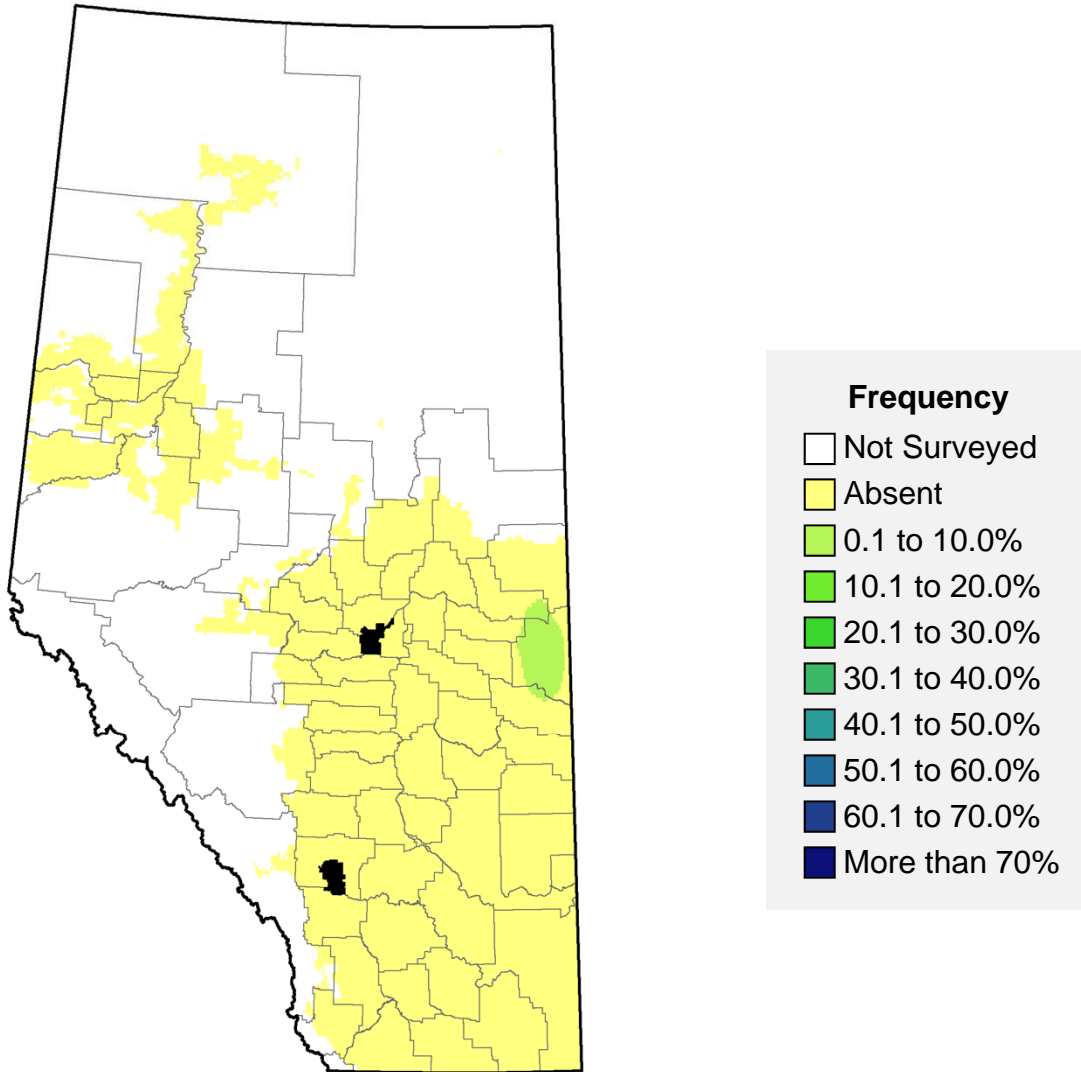 Frequency
Not Surveyed
Absent
0.1 to 10.0%
10.1 to 20.0%
20.1 to 30.0%
30.1 to 40.0%
40.1 to 50.0%
50.1 to 60.0%
60.1 to 70.0%
More than 70%